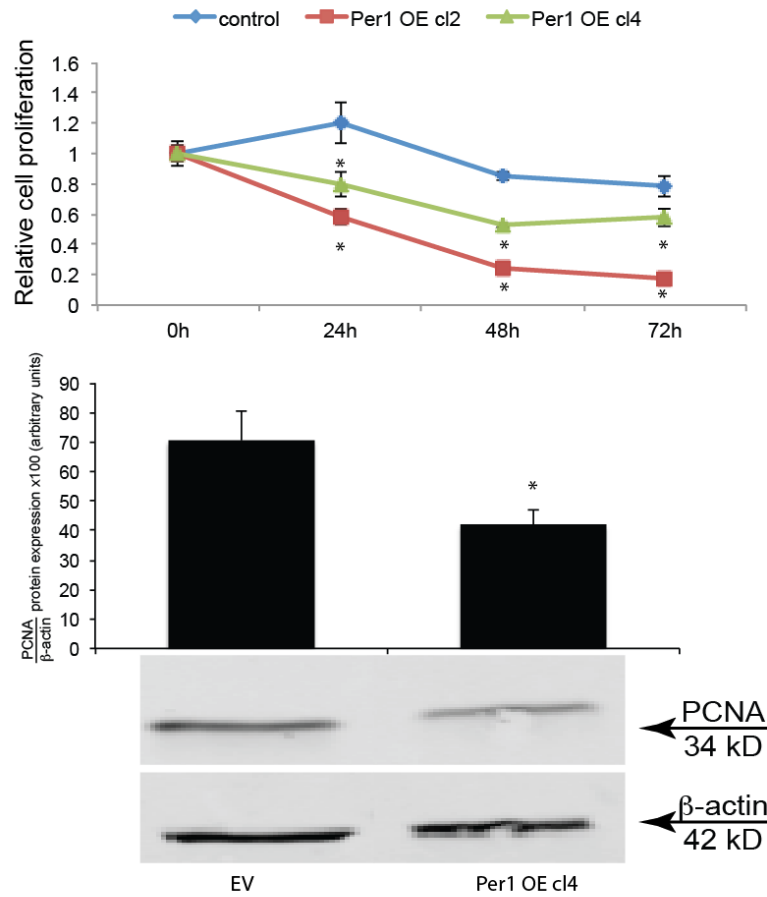 control Per1 OE cl2 Per1 OE cl4
Relative cell proliferation
1.6
1.4
1.2
1
0.8
0.6
0.4
0.2
0
*
*
*
*
*
*
0h 24h 48h 72h
PCNA
β-actin
protein expression x100 (arbitrary units)
90
80
70
60
50
40
30
20
10
0
*
PCNA
34 kD
β-actin
42 kD
EV Per1 OE cl4